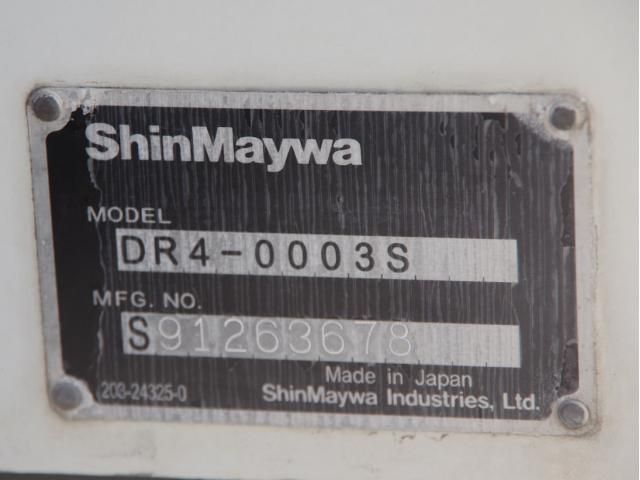 ShinMaywa
MODEL
DR4-0003S
MFG. NO.
S91263678
Made in Japan
203-24325-0 ShinMaywa Industries, Ltd.